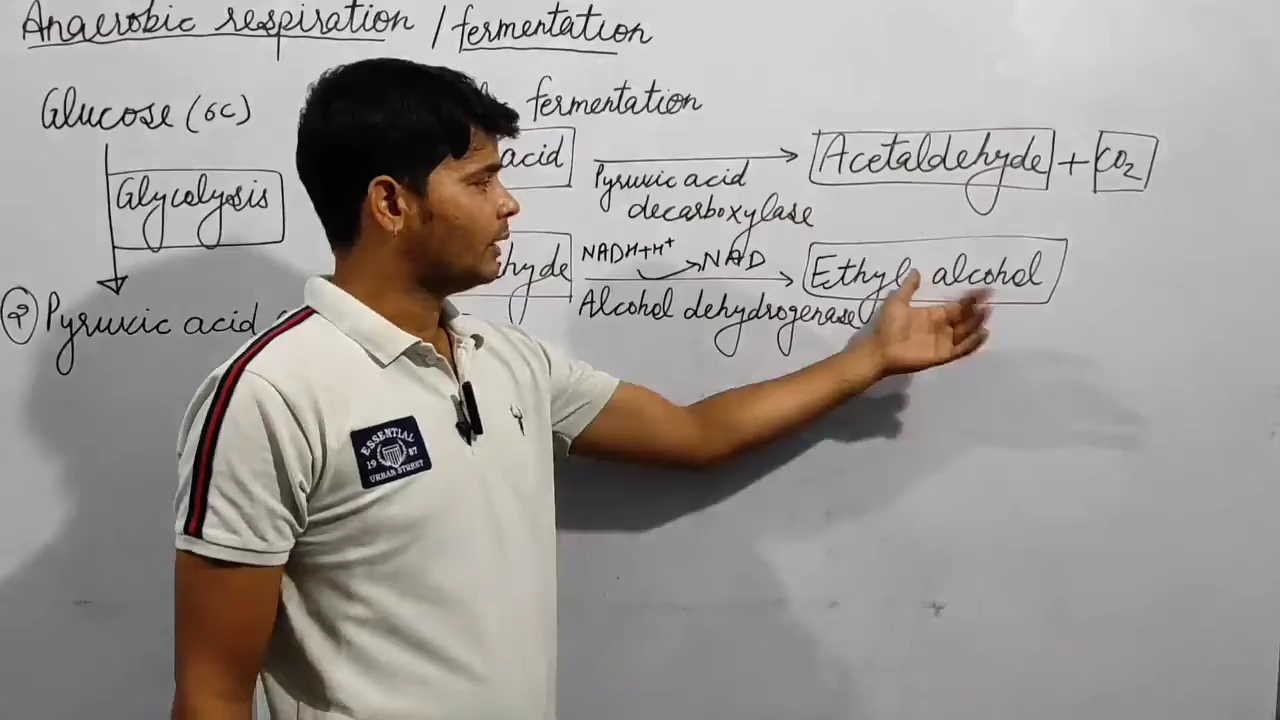 Anaerobic respiration / fermentation
Glucose (6C)
Glycolysis
2 Pyruvic acid
fermentation
acid
Pyruvic acid
decarboxylase
Acetaldehyde + CO2
hyde
NADH+H+
NAD
Alcohol dehydrogenase
Ethyl alcohol
ESSENTIAL
19 87
URBAN STREET